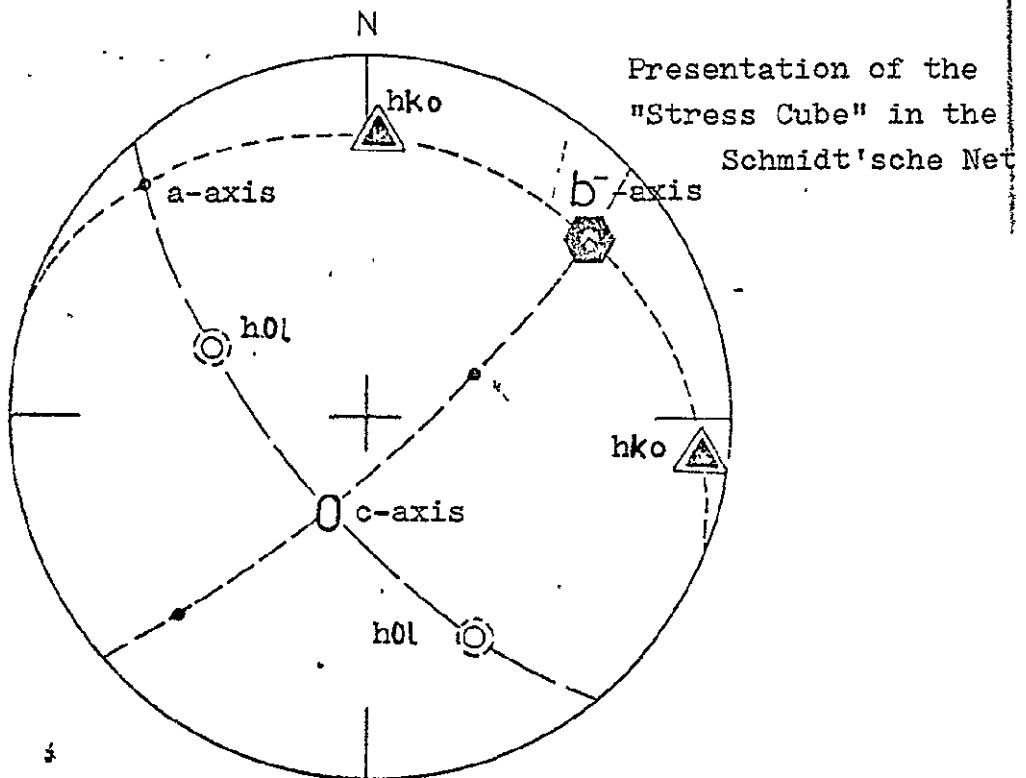 N
Presentation of the
"Stress Cube" in the
Schmidt'sche Net
hko
b-axis
a-axis
h0l
hko
c-axis
h0l